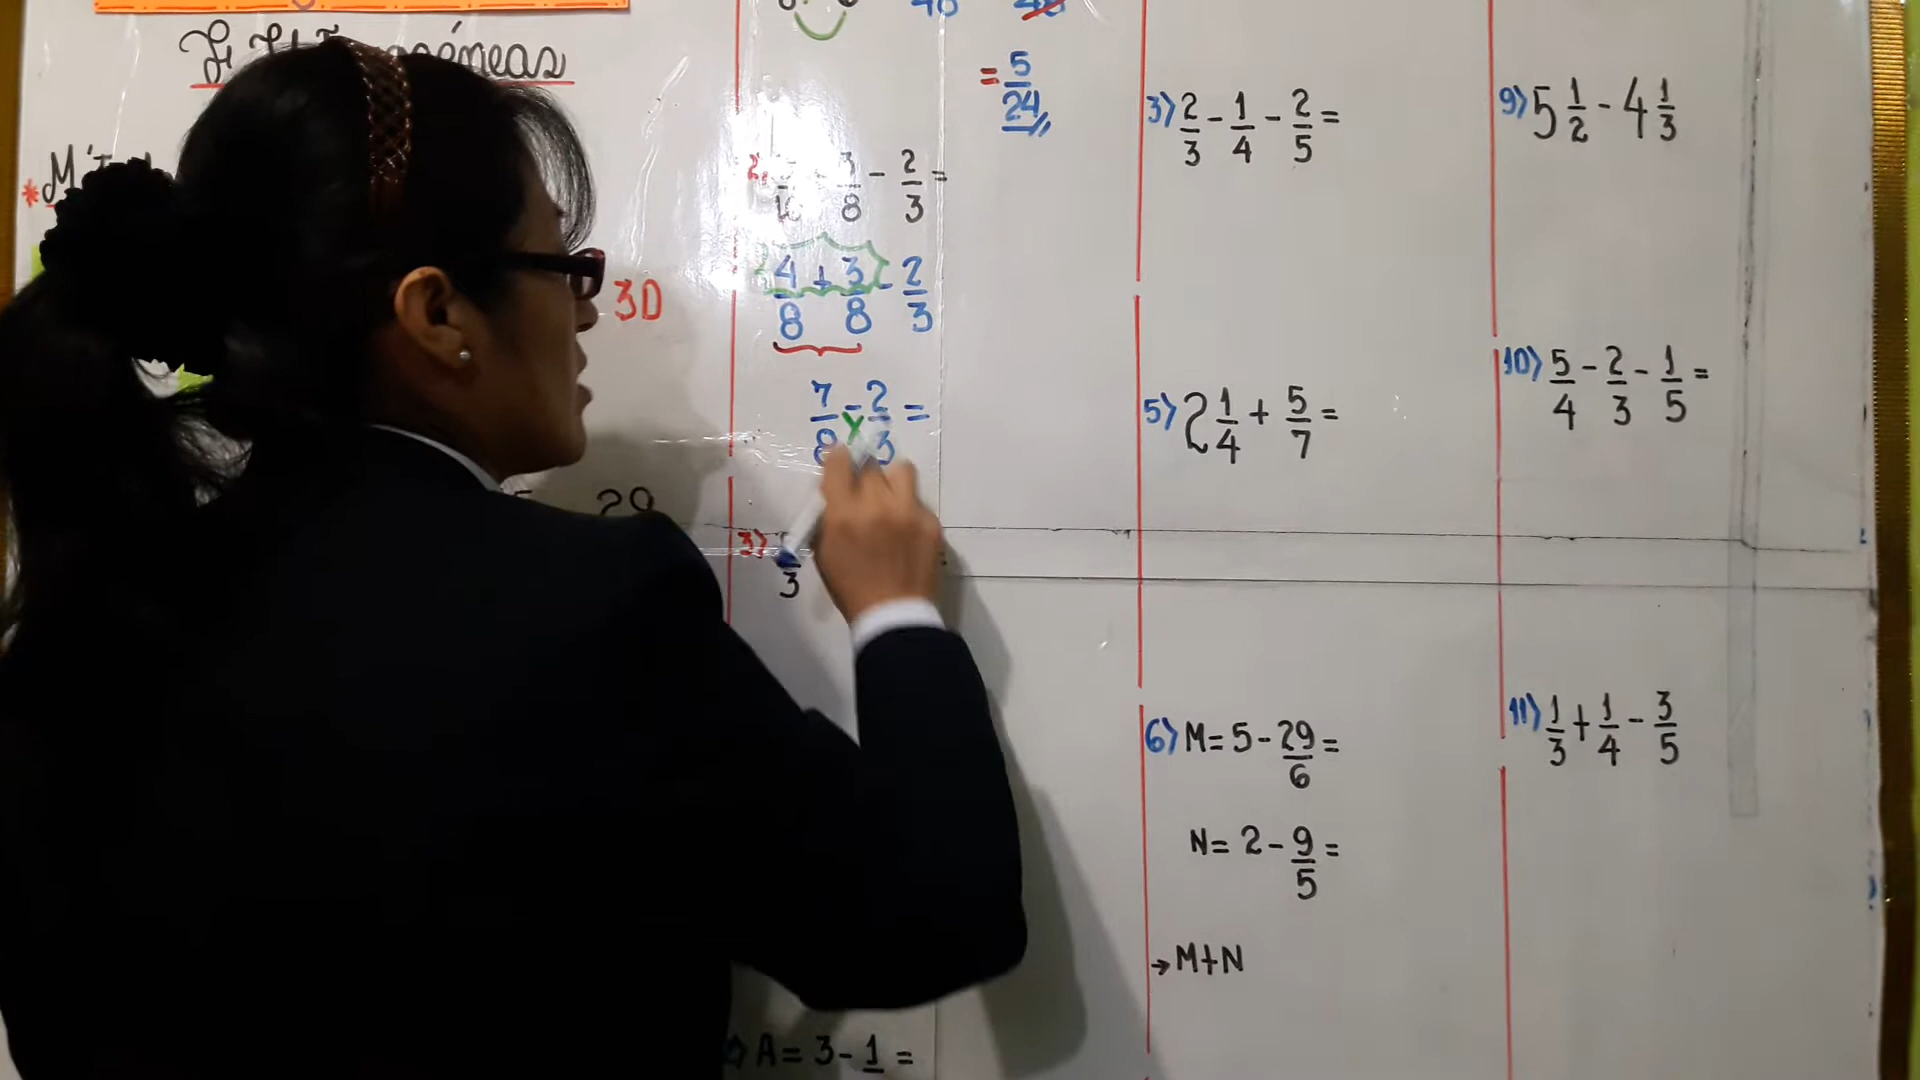 30
29
= 5/24
2. 3/8 - 2/3 =
4/8 + 3/8 - 2/3
7/8 - 2/3 =
3)
3
A= 3 - 1 =
3) 2/3 - 1/4 - 2/5 =
5) 2 1/4 + 5/7 =
6) M= 5 - 29/6 =
N= 2 - 9/5 =
→ M+N
9) 5 1/2 - 4 1/3
10) 5/4 - 2/3 - 1/5 =
11) 1/3 + 1/4 - 3/5